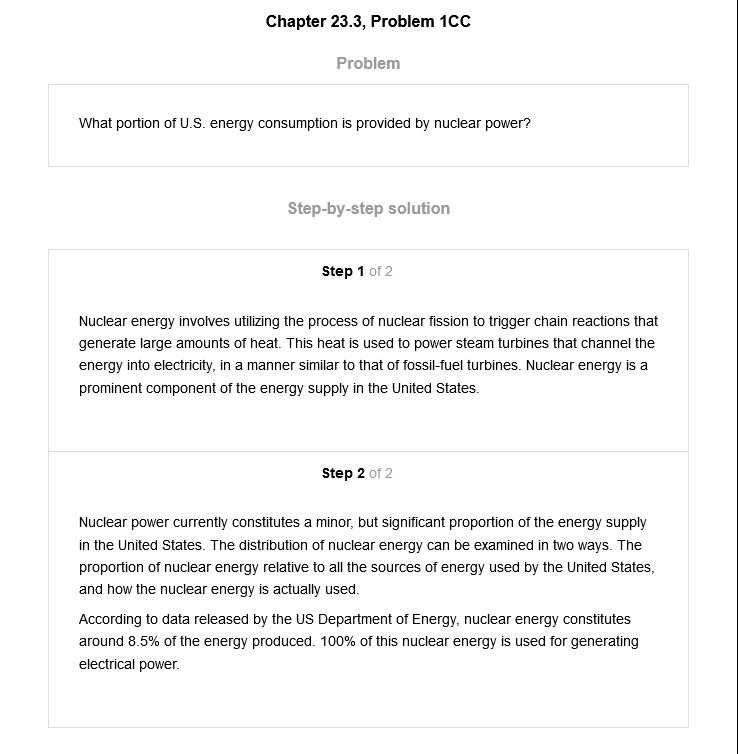 Chapter 23.3, Problem 1CC
Problem
What portion of U.S. energy consumption is provided by nuclear power?
Step-by-step solution
Step 1 of 2
Nuclear energy involves utilizing the process of nuclear fission to trigger chain reactions that
generate large amounts of heat. This heat is used to power steam turbines that channel the
energy into electricity, in a manner similar to that of fossil-fuel turbines. Nuclear energy is a
prominent component of the energy supply in the United States.
Step 2 of 2
Nuclear power currently constitutes a minor, but significant proportion of the energy supply
in the United States. The distribution of nuclear energy can be examined in two ways. The
proportion of nuclear energy relative to all the sources of energy used by the United States,
and how the nuclear energy is actually used.
According to data released by the US Department of Energy, nuclear energy constitutes
around 8.5% of the energy produced. 100% of this nuclear energy is used for generating
electrical power.